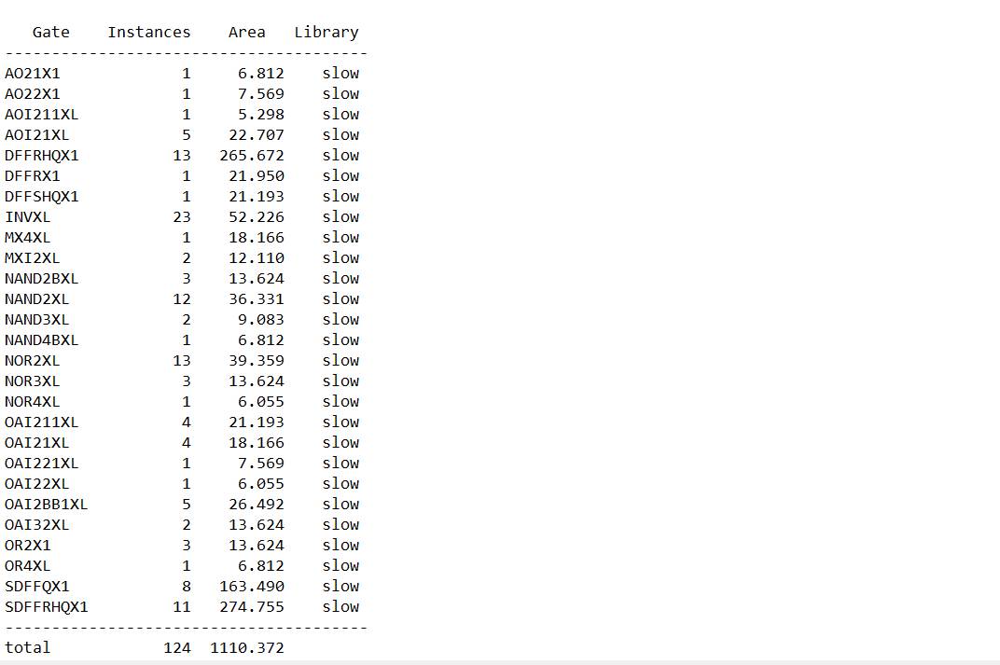 Gate Instances Area Library
---------------------------------------
AO21X1 1 6.812 slow
AO22X1 1 7.569 slow
AOI211XL 1 5.298 slow
AOI21XL 5 22.707 slow
DFFRHQX1 13 265.672 slow
DFFRX1 1 21.950 slow
DFFSHQX1 1 21.193 slow
INVXL 23 52.226 slow
MX4XL 1 18.166 slow
MXI2XL 2 12.110 slow
NAND2BXL 3 13.624 slow
NAND2XL 12 36.331 slow
NAND3XL 2 9.083 slow
NAND4BXL 1 6.812 slow
NOR2XL 13 39.359 slow
NOR3XL 3 13.624 slow
NOR4XL 1 6.055 slow
OAI211XL 4 21.193 slow
OAI21XL 4 18.166 slow
OAI221XL 1 7.569 slow
OAI22XL 1 6.055 slow
OAI2BB1XL 5 26.492 slow
OAI32XL 2 13.624 slow
OR2X1 3 13.624 slow
OR4XL 1 6.812 slow
SDFFQX1 8 163.490 slow
SDFFRHQX1 11 274.755 slow
---------------------------------------
total 124 1110.372